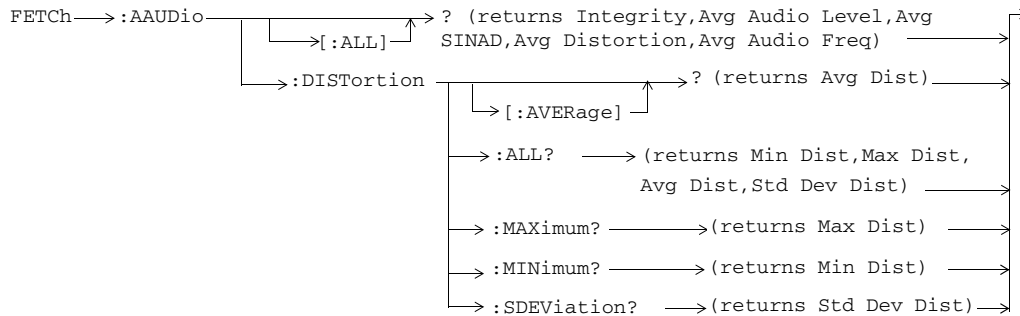 FETCh :AAUDio ? (returns Integrity,Avg Audio Level,Avg
[:ALL] SINAD,Avg Distortion,Avg Audio Freq)
:DISTortion ? (returns Avg Dist)
[:AVERage]
:ALL? (returns Min Dist,Max Dist,
Avg Dist,Std Dev Dist)
:MAXimum? (returns Max Dist)
:MINimum? (returns Min Dist)
:SDEViation? (returns Std Dev Dist)